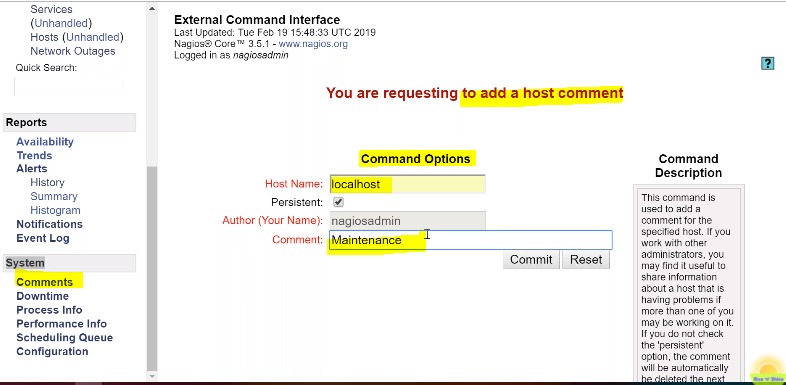 Services
(Unhandled)
Hosts (Unhandled)
Network Outages
Quick Search:
Reports
Availability
Trends
Alerts
History
Summary
Histogram
Notifications
Event Log
System
Comments
Downtime
Process Info
Performance Info
Scheduling Queue
Configuration
External Command Interface
Last Updated: Tue Feb 19 15:48:33 UTC 2019
Nagios® Core™ 3.5.1 - www.nagios.org
Logged in as nagiosadmin
?
You are requesting to add a host comment
Command Options
Host Name: localhost
Persistent:
Author (Your Name): nagiosadmin
Comment: Maintenance
Commit Reset
Command
Description
This command is
used to add a
comment for the
specified host. If you
work with other
administrators, you
may find it useful to
share information
about a host that is
having problems if
more than one of you
may be working on it.
If you do not check
the 'persistent'
option, the comment
will be automatically
be deleted the next